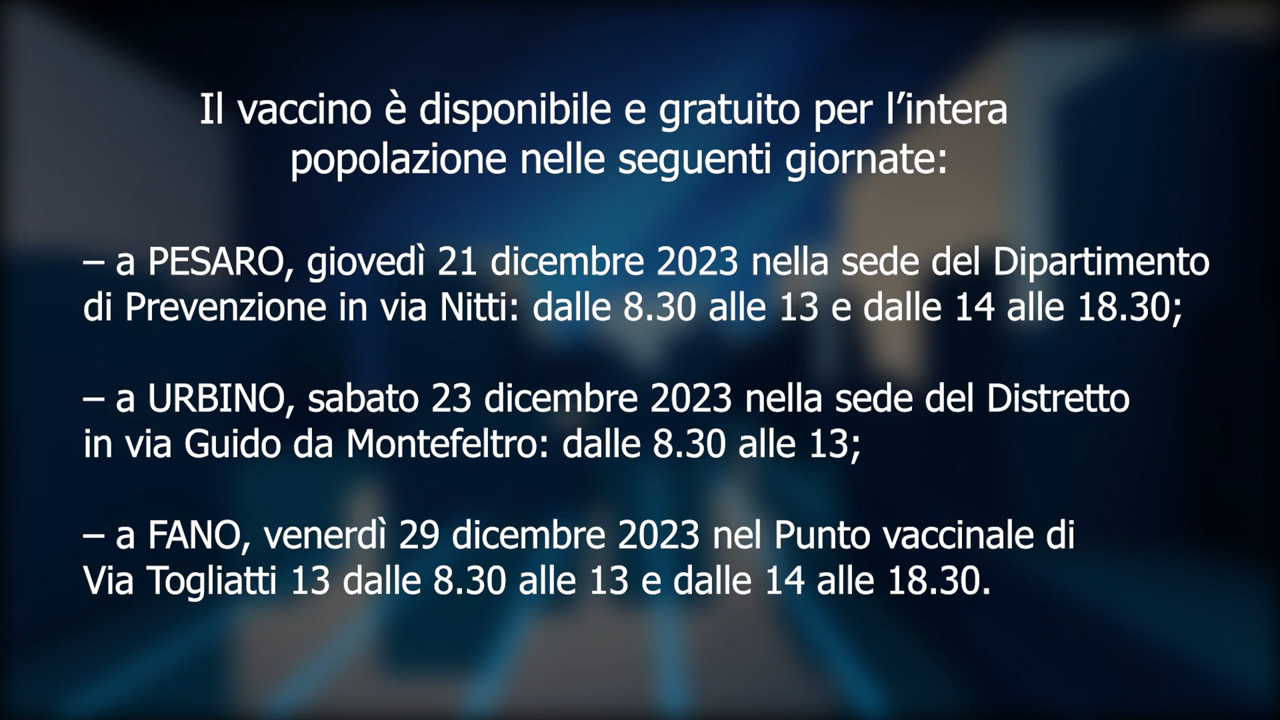 Il vaccino è disponibile e gratuito per l’intera
popolazione nelle seguenti giornate:
– a PESARO, giovedì 21 dicembre 2023 nella sede del Dipartimento
di Prevenzione in via Nitti: dalle 8.30 alle 13 e dalle 14 alle 18.30;
– a URBINO, sabato 23 dicembre 2023 nella sede del Distretto
in via Guido da Montefeltro: dalle 8.30 alle 13;
– a FANO, venerdì 29 dicembre 2023 nel Punto vaccinale di
Via Togliatti 13 dalle 8.30 alle 13 e dalle 14 alle 18.30.